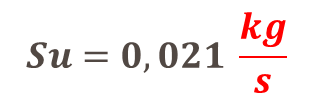 Su = 0,021 kg/s